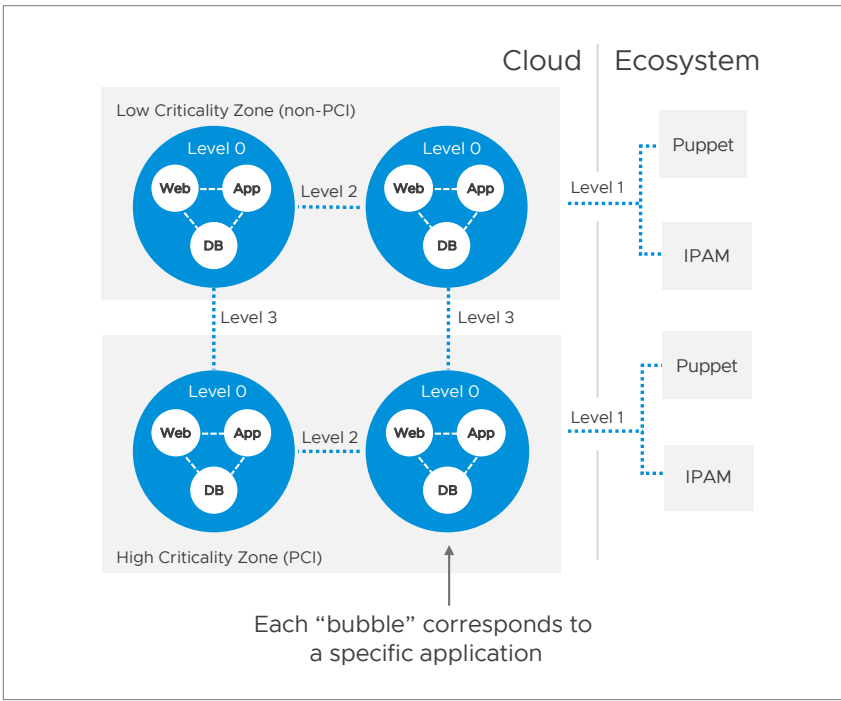 Cloud
Ecosystem
Low Criticality Zone (non-PCI)
Level 0
Web
App
DB
Level 2
Level 0
Web
App
DB
Level 1
Puppet
IPAM
Level 3
Level 3
Level 0
Web
App
DB
Level 2
Level 0
Web
App
DB
Level 1
Puppet
IPAM
High Criticality Zone (PCI)
Each “bubble” corresponds to
a specific application